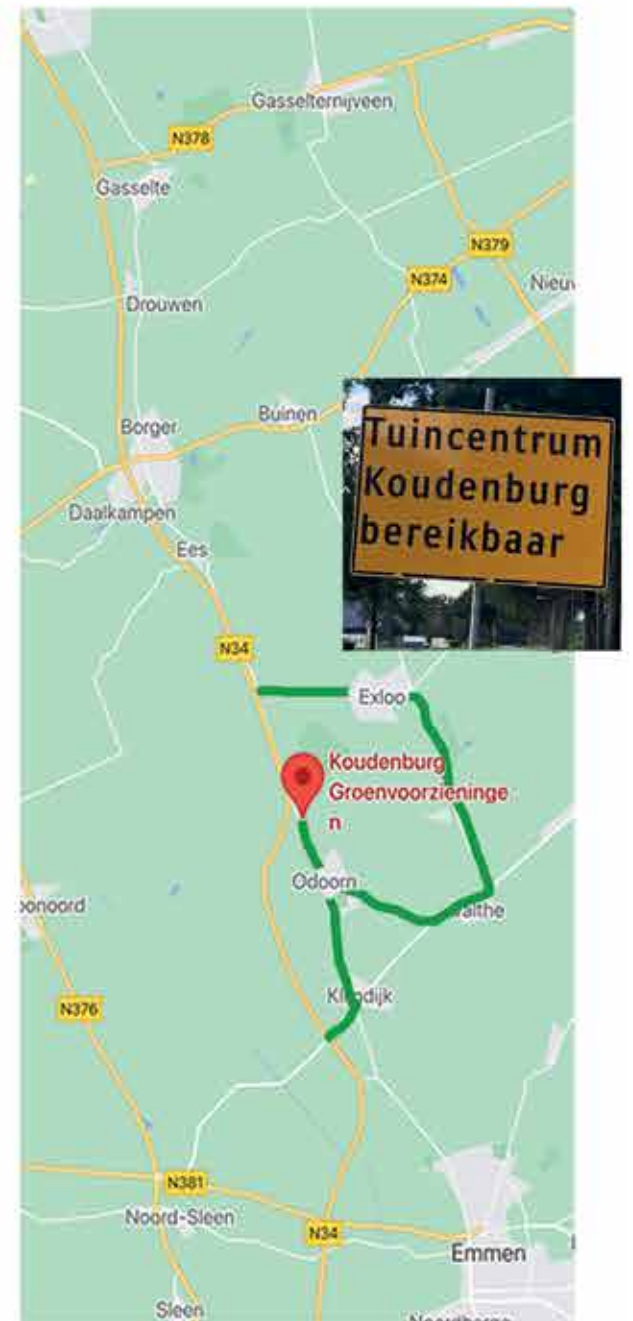 Gasselternijveen
N378
Gasselte
N379
N374
Drouwen
Buinen
Borger
Tuincentrum
Koudenburg
bereikbaar
Daalkampen
Ees
N34
Exloo
Koudenburg
Groenvoorzieninge
n
Odoorn
N376
N381
Noord-Sleen
N34
Emmen
Sleen